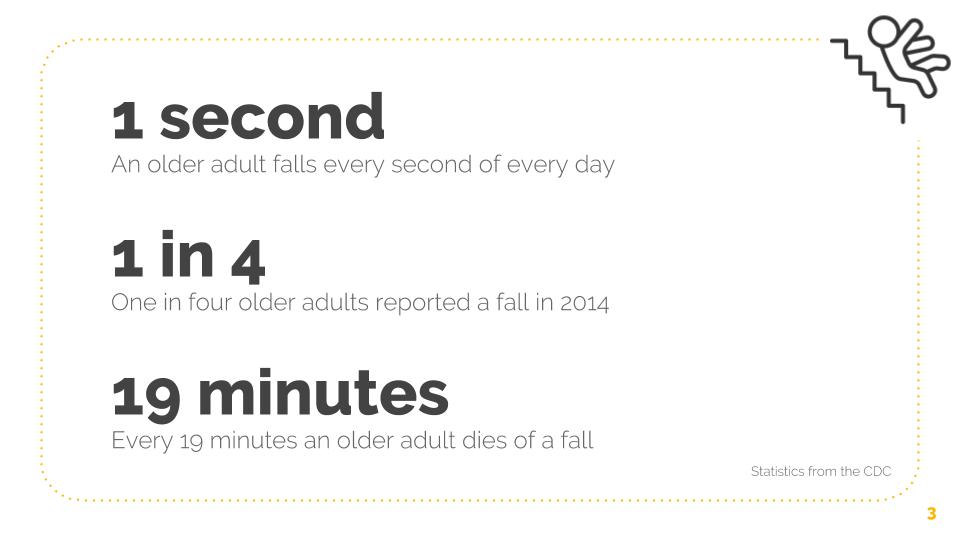 1 second
An older adult falls every second of every day
1 in 4
One in four older adults reported a fall in 2014
19 minutes
Every 19 minutes an older adult dies of a fall
Statistics from the CDC
3